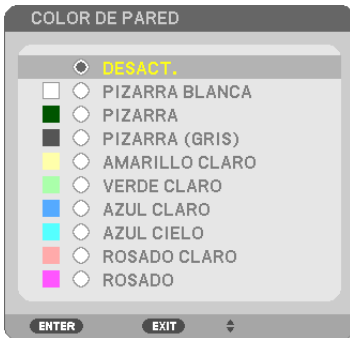 COLOR DE PARED
DESACT.
PIZARRA BLANCA
PIZARRA
PIZARRA (GRIS)
AMARILLO CLARO
VERDE CLARO
AZUL CLARO
AZUL CIELO
ROSADO CLARO
ROSADO
ENTER EXIT